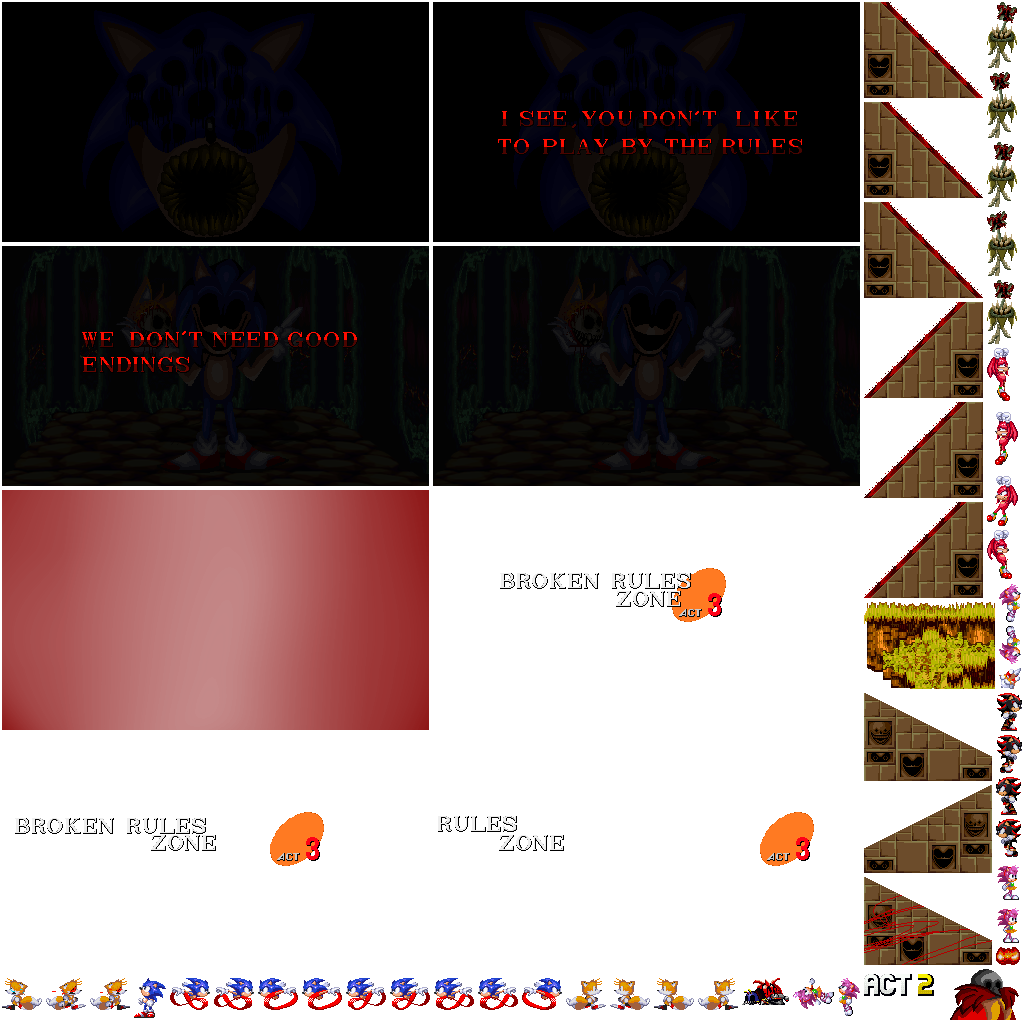 I SEE, YOU DON'T LIKE
TO PLAY BY THE RULES
WE DON'T NEED GOOD
ENDINGS
BROKEN RULES
ZONE
ACT 3
BROKEN RULES
ZONE
ACT 3
RULES
ZONE
ACT 3
ACT 2